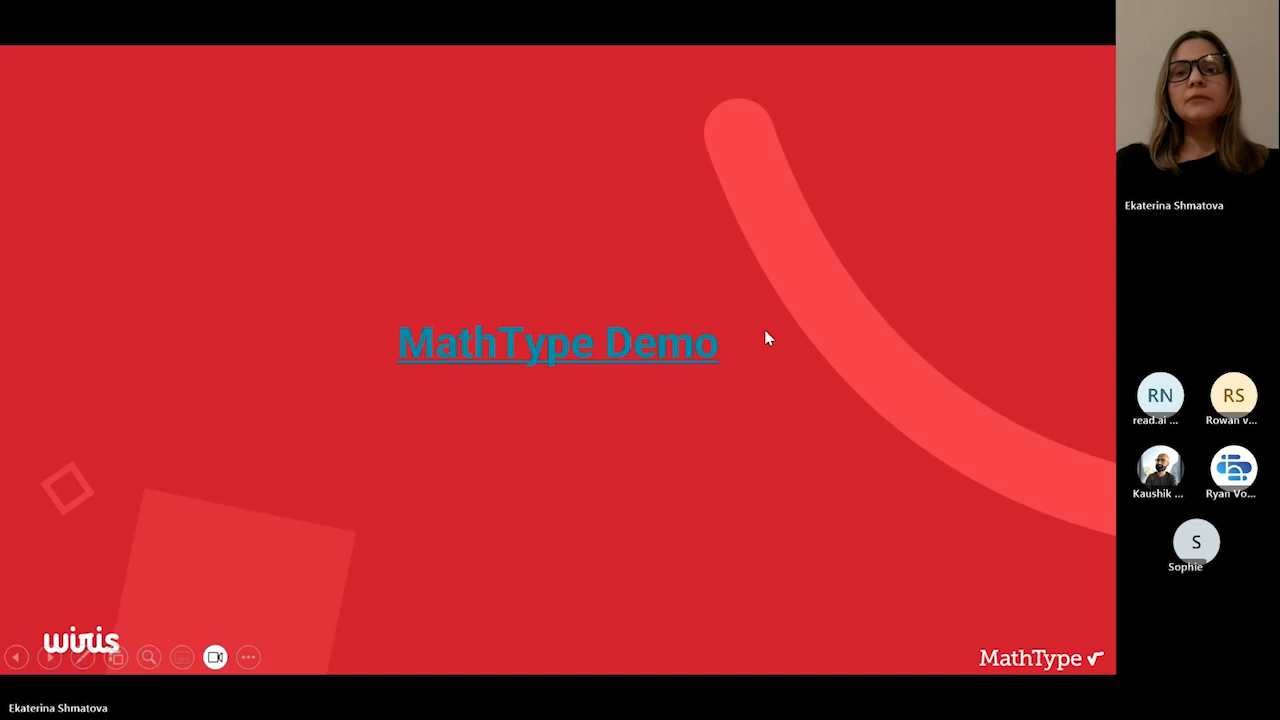 MathType Demo
wiris
MathType
Ekaterina Shmatova
RN
RS
read.ai ...
Rowan v...
Kaushik ...
Ryan Vo...
S
Sophie
Ekaterina Shmatova